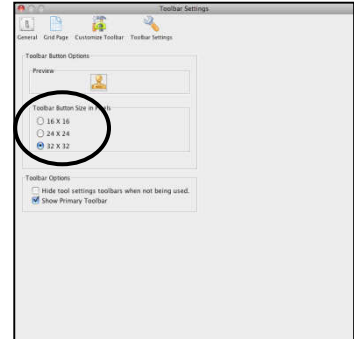 Toolbar Settings
General Grid Page Customize Toolbar Toolbar Settings
Toolbar Button Options
Preview
Toolbar Button Size in Pixels
16 X 16
24 X 24
32 X 32
Toolbar Options
Hide tool settings toolbars when not being used.
Show Primary Toolbar